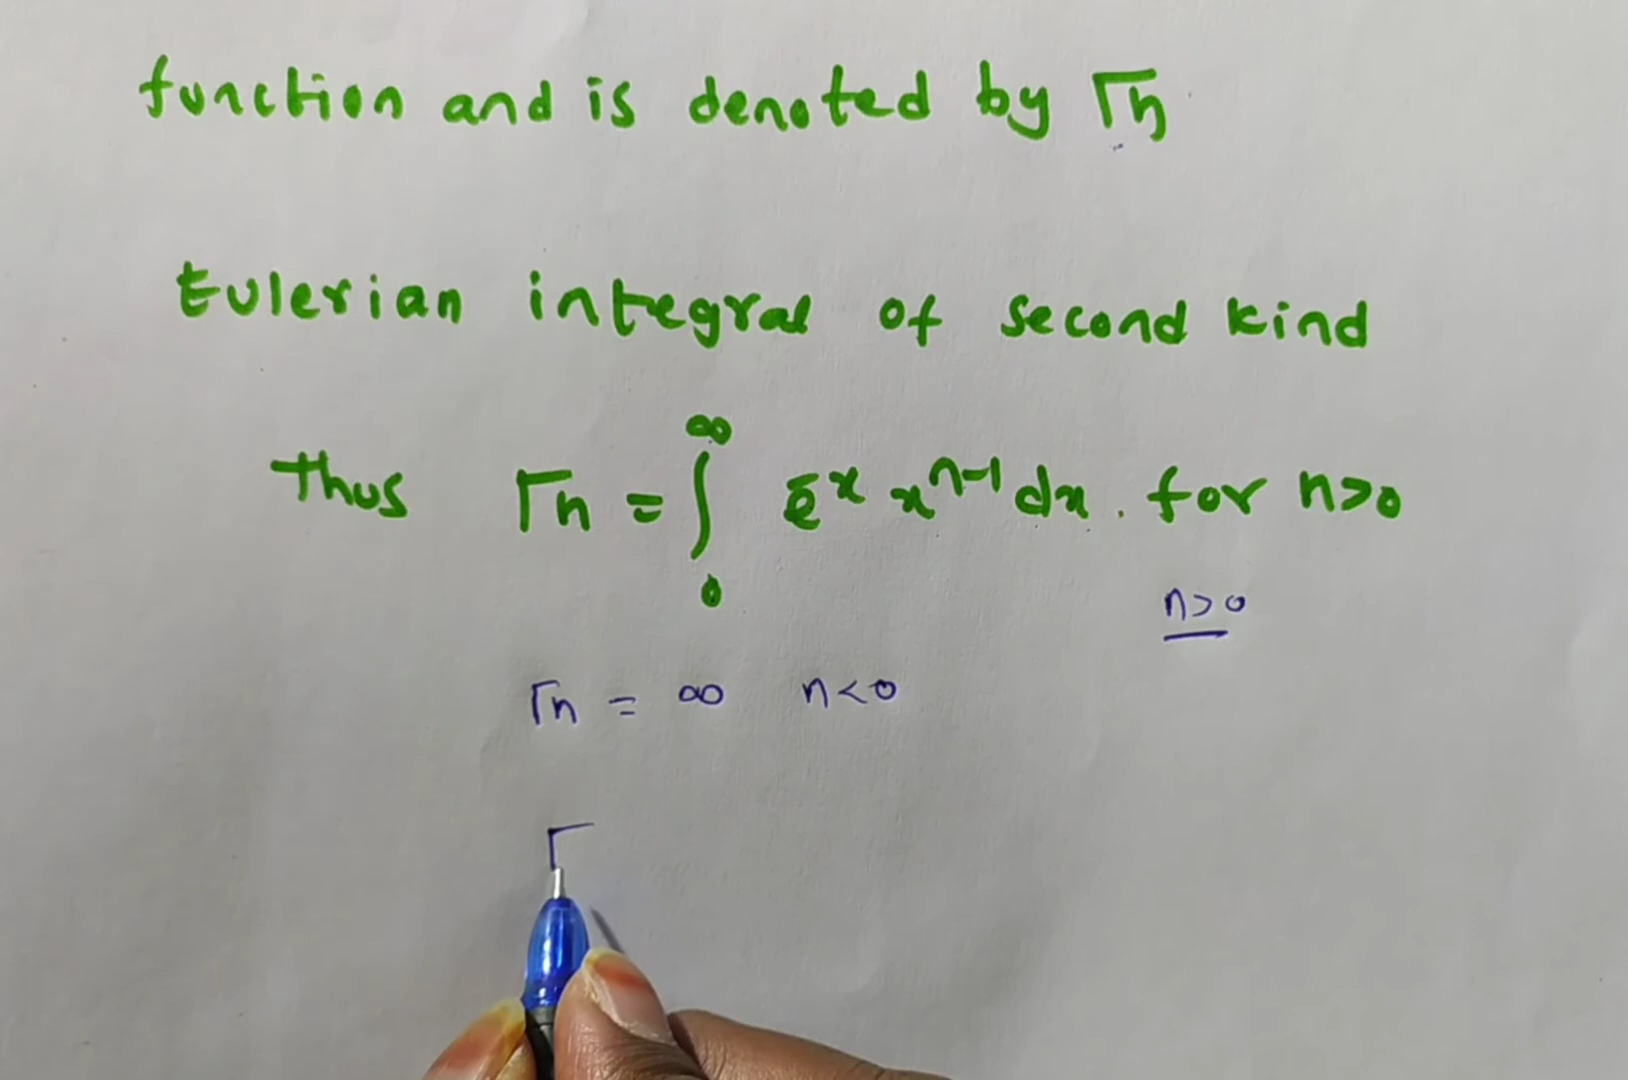 function and is denoted by Γn
Eulerian integral of second kind
Thus Γn = ∫₀^∞ e⁻ˣ xⁿ⁻¹ dx . for n>0
n>0
Γn = ∞ n<0
Γ